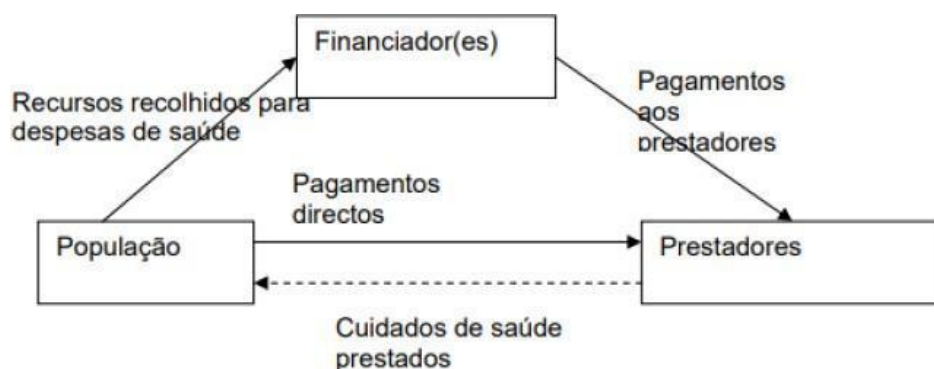 Financiador(es)
Recursos recolhidos para
despesas de saúde
Pagamentos
aos
prestadores
Pagamentos
directos
População
Prestadores
Cuidados de saúde
prestados